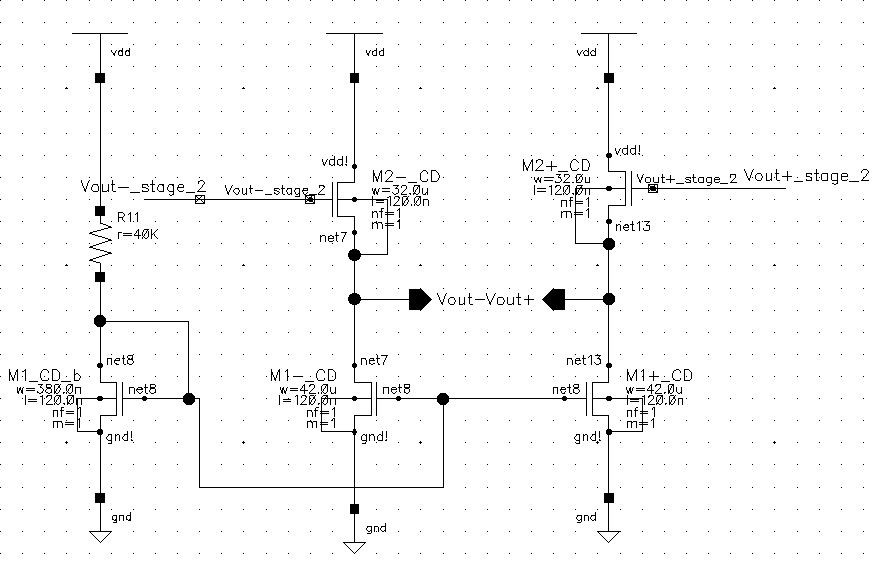 vdd
vdd
vdd
vdd!
M2-_CD
w=32.0u
l=120.0n
nf=1
m=1
Vout-_stage_2
Vout-_stage_2
net7
vdd!
M2+_CD
w=32.0u
l=120.0n
nf=1
m=1
Vout+_stage_2
Vout+_stage_2
net13
R11
r=40K
Vout-
Vout+
net8
M1_CD_b
w=380.0n
l=120.0n
nf=1
m=1
net8
gnd!
net7
M1-_CD
w=42.0u
l=120.0n
nf=1
m=1
net8
gnd!
net13
M1+_CD
w=42.0u
l=120.0n
nf=1
m=1
net8
gnd!
gnd
gnd
gnd